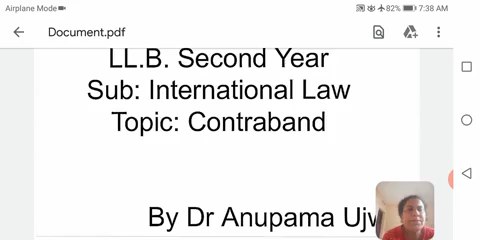 Airplane Mode
82%
7:38 AM
Document.pdf
LL.B. Second Year
Sub: International Law
Topic: Contraband
By Dr Anupama Ujw